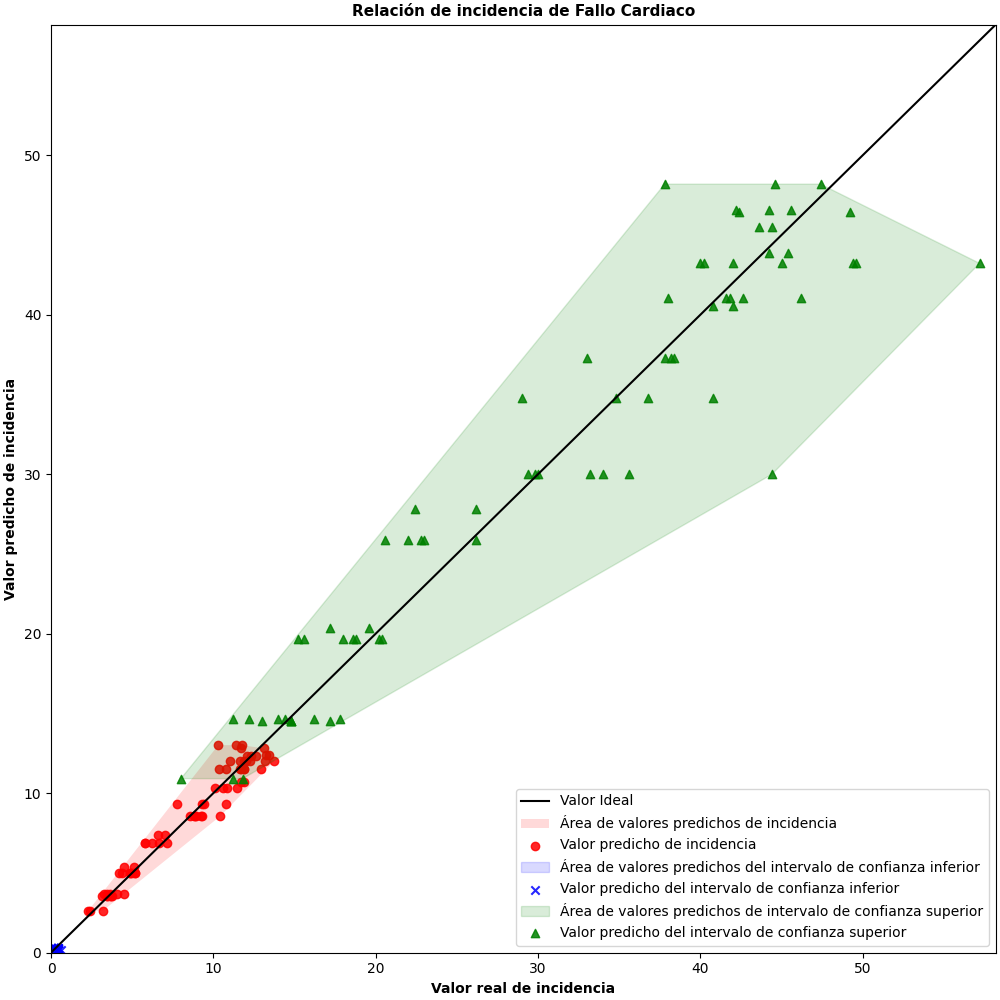 Relación de incidencia de Fallo Cardiaco
Valor predicho de incidencia
50
40
30
20
10
0
0 10 20 30 40 50
Valor real de incidencia
Valor Ideal
Área de valores predichos de incidencia
Valor predicho de incidencia
Área de valores predichos del intervalo de confianza inferior
Valor predicho del intervalo de confianza inferior
Área de valores predichos de intervalo de confianza superior
Valor predicho del intervalo de confianza superior